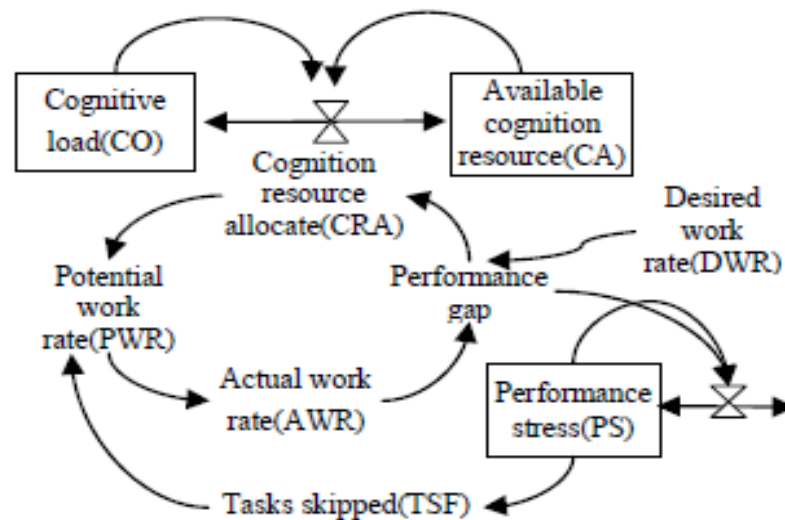 Cognitive
load(CO)
Available
cognition
resource(CA)
Cognition
resource
allocate(CRA)
Desired
work
rate(DWR)
Potential
work
rate(PWR)
Performance
gap
Actual work
rate(AWR)
Performance
stress(PS)
Tasks skipped(TSF)